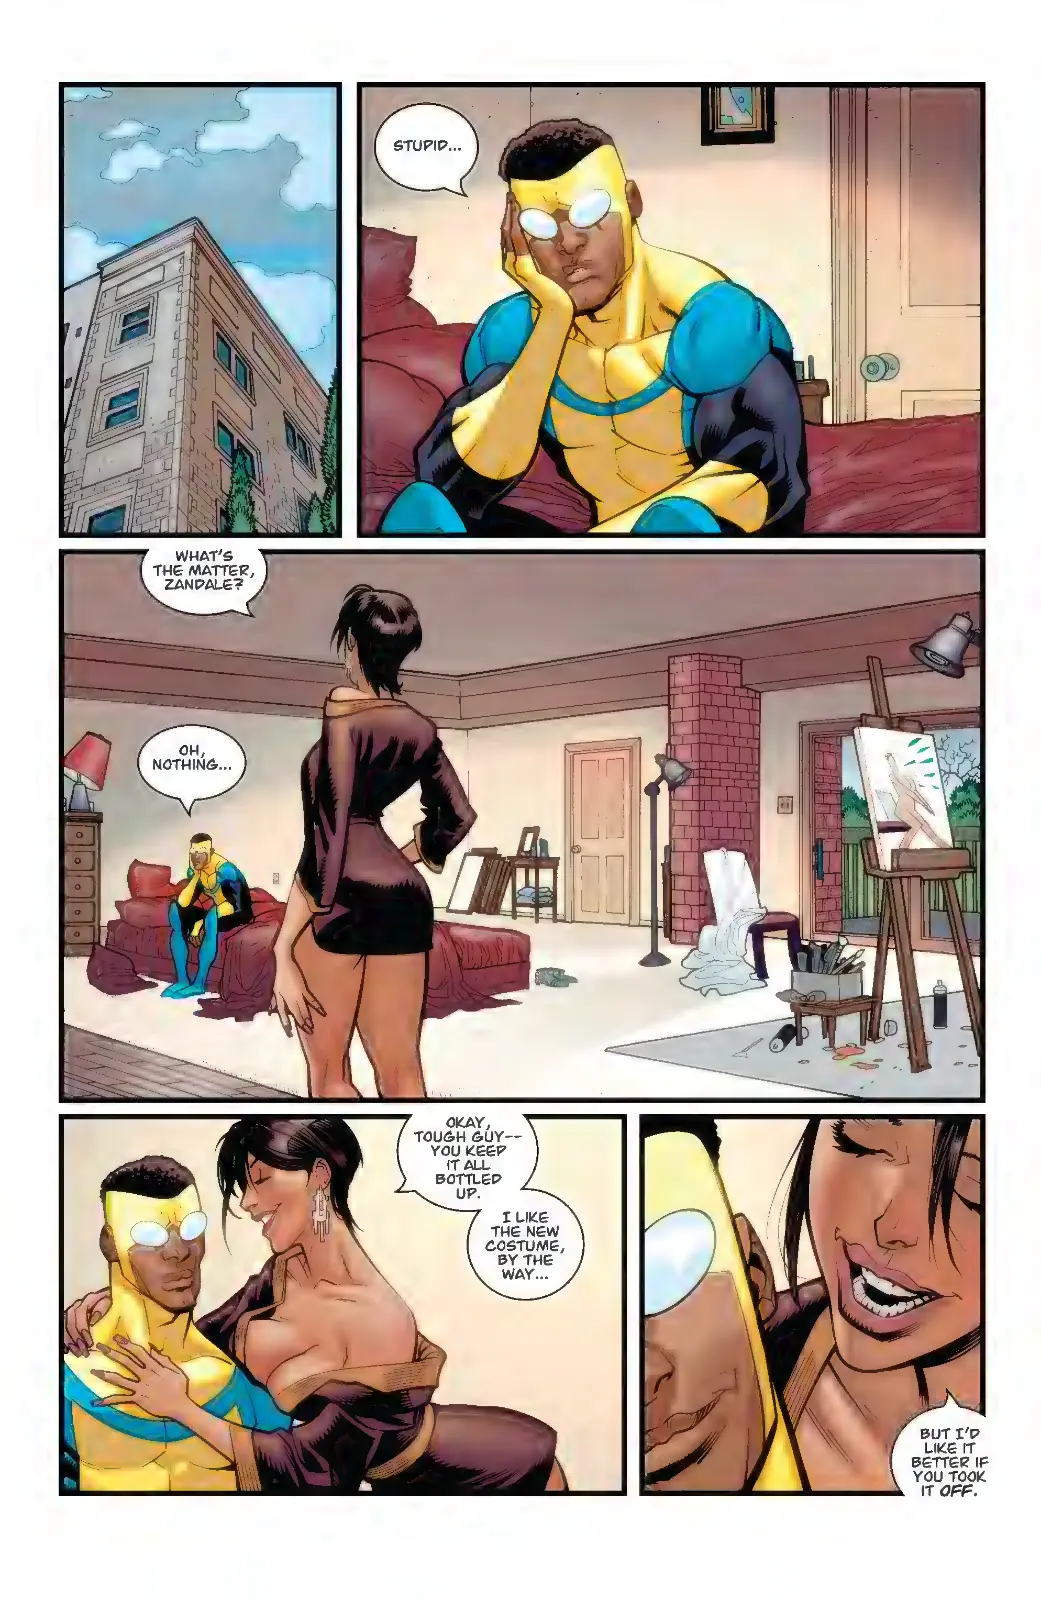 STUPID...
WHAT'S
THE MATTER,
ZANDALE?
OH,
NOTHING...
OKAY,
TOUGH GUY--
YOU KEEP
IT ALL
BOTTLED
UP.
I LIKE
THE NEW
COSTUME,
BY THE
WAY...
BUT I'D
LIKE IT
BETTER IF
YOU TOOK
IT OFF.